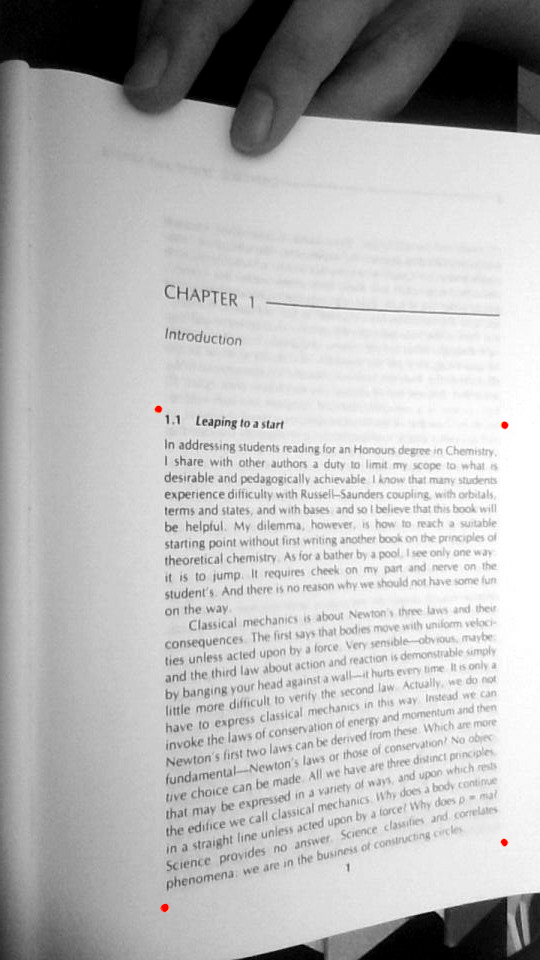 CHAPTER 1
Introduction
1.1 Leaping to a start
In addressing students reading for an Honours degree in Chemistry,
I share with other authors a duty to limit my scope to what is
desirable and pedagogically achievable. I know that many students
experience difficulty with Russell–Saunders coupling, with orbitals,
terms and states, and with bases, and so I believe that this book will
be helpful. My dilemma, however, is how to reach a suitable
starting point without first writing another book on the principles of
theoretical chemistry. As for a bather by a pool, I see only one way:
it is to jump. It requires cheek on my part and nerve on the
student's. And there is no reason why we should not have some fun
on the way.
Classical mechanics is about Newton's three laws and their
consequences. The first says that bodies move with uniform veloci-
ties unless acted upon by a force. Very sensible—obvious, maybe;
and the third law about action and reaction is demonstrable simply
by banging your head against a wall—it hurts every time. It is only a
little more difficult to verify the second law. Actually, we do not
have to express classical mechanics in this way. Instead we can
invoke the laws of conservation of energy and momentum and then
Newton's first two laws can be derived from these. Which are more
fundamental—Newton's laws or those of conservation? No objec-
tive choice can be made. All we have are three distinct principles,
that may be expressed in a variety of ways, and upon which rests
the edifice we call classical mechanics. Why does a body continue
in a straight line unless acted upon by a force? Why does p = ma?
Science provides no answer. Science classifies and correlates
phenomena: we are in the business of constructing circles.
1